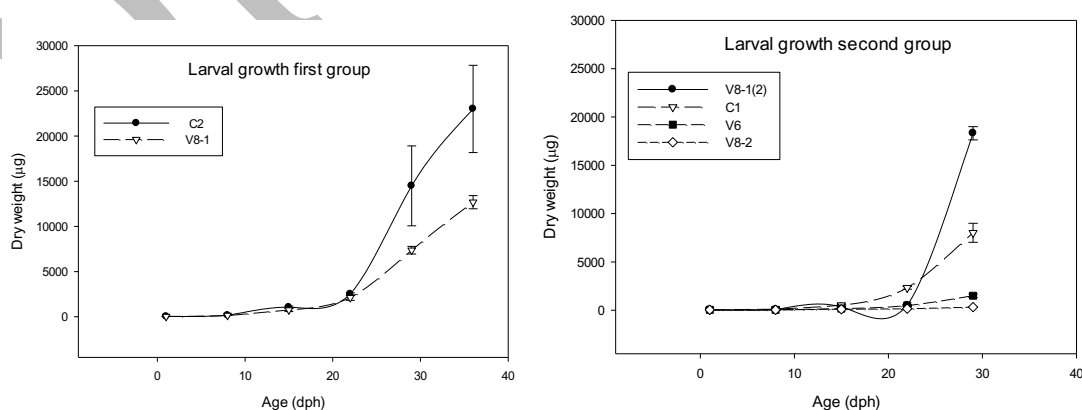 Larval growth first group
C2
V8-1
Dry weight (µg)
30000
25000
20000
15000
10000
5000
0
0 10 20 30 40
Age (dph)
Larval growth second group
V8-1(2)
C1
V6
V8-2
Dry weight (µg)
30000
25000
20000
15000
10000
5000
0
0 10 20 30 40
Age (dph)